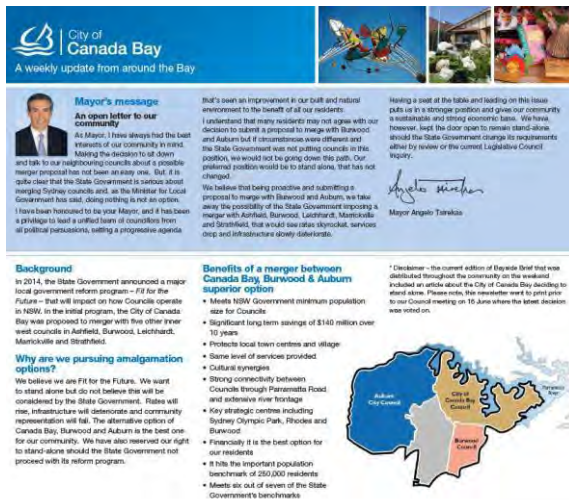 City of
Canada Bay
A weekly update from around the Bay
Mayor's message
An open letter to our
community
As Mayor, I have always had the best
interests of our community in mind.
Making the decision to sit down
and talk to our neighbouring councils about a possible
merger proposal has not been an easy one. But, it is
quite clear that the State Government is serious about
merging Sydney councils and, as the Minister for Local
Government has said, doing nothing is not an option.
I have been honoured to be your Mayor, and it has been
a privilege to lead a unified team of councillors from
all political persuasions, setting a progressive agenda
that's seen an improvement in our built and natural
environment to the benefit of all our residents.
I understand that many residents may not agree with our
decision to submit a proposal to merge with Burwood
and Auburn but if circumstances were different and
the State Government was not putting councils in this
position, we would not be going down this path. Our
preferred position would be to stand alone, that has not
changed.
We believe that being proactive and submitting a
proposal to merge with Burwood and Auburn, we take
away the possibility of the State Government imposing a
merger with Ashfield, Burwood, Leichhardt, Marrickville
and Strathfield, that would see rates skyrocket, services
drop and infrastructure slowly deteriorate.
Having a seat at the table and leading on this issue
puts us in a stronger position and gives our community
a sustainable and strong economic base. We have,
however, kept the door open to remain stand-alone
should the State Government change its requirements
either by review or the current Legislative Council
Inquiry.
Angelo Tsirekas
Mayor Angelo Tsirekas
Background
In 2014, the State Government announced a major
local government reform program – Fit for the
Future – that will impact on how Councils operate
in NSW. In the initial program, the City of Canada
Bay was proposed to merge with five other inner
west councils in Ashfield, Burwood, Leichhardt,
Marrickville and Strathfield.
Why are we pursuing amalgamation
options?
We believe we are Fit for the Future. We want
to stand alone but do not believe this will be
considered by the State Government. Rates will
rise, infrastructure will deteriorate and community
representation will fall. The alternative option of
Canada Bay, Burwood and Auburn is the best one
for our community. We have also reserved our right
to stand-alone should the State Government not
proceed with its reform program.
Benefits of a merger between
Canada Bay, Burwood & Auburn
superior option
• Meets NSW Government minimum population
size for Councils
• Significant long term savings of $140 million over
10 years
• Protects local town centres and village
• Same level of services provided
• Cultural synergies
• Strong connectivity between
Councils through Parramatta Road
and extensive river frontage
• Key strategic centres including
Sydney Olympic Park, Rhodes and
Burwood
• Financially it is the best option for
our residents
• It hits the important population
benchmark of 250,000 residents
• Meets six out of seven of the State
Government's benchmarks
* Disclaimer – the current edition of Bayside Brief that was
distributed throughout the community on the weekend
included an article about the City of Canada Bay deciding to
stand alone. Please note, this newsletter went to print prior
to our Council meeting on 16 June where the latest decision
was voted on.
Auburn
City Council
City of
Canada Bay
Council
Burwood
Council
Parramatta
River